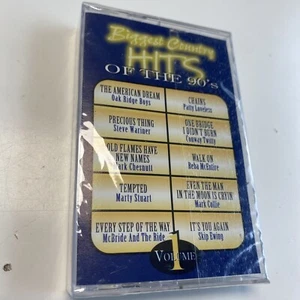 Biggest Country
HITS
OF THE 90's
THE AMERICAN DREAM
Oak Ridge Boys
CHAINS
Patty Loveless
PRECIOUS THING
Steve Wariner
ONE BRIDGE
I DIDN'T BURN
Conway Twitty
OLD FLAMES HAVE
NEW NAMES
Mark Chesnutt
WALK ON
Reba McEntire
TEMPTED
Marty Stuart
EVEN THE MAN
IN THE MOON IS CRYIN'
Mark Collie
EVERY STEP OF THE WAY
McBride And The Ride
IT'S YOU AGAIN
Skip Ewing
VOLUME
1